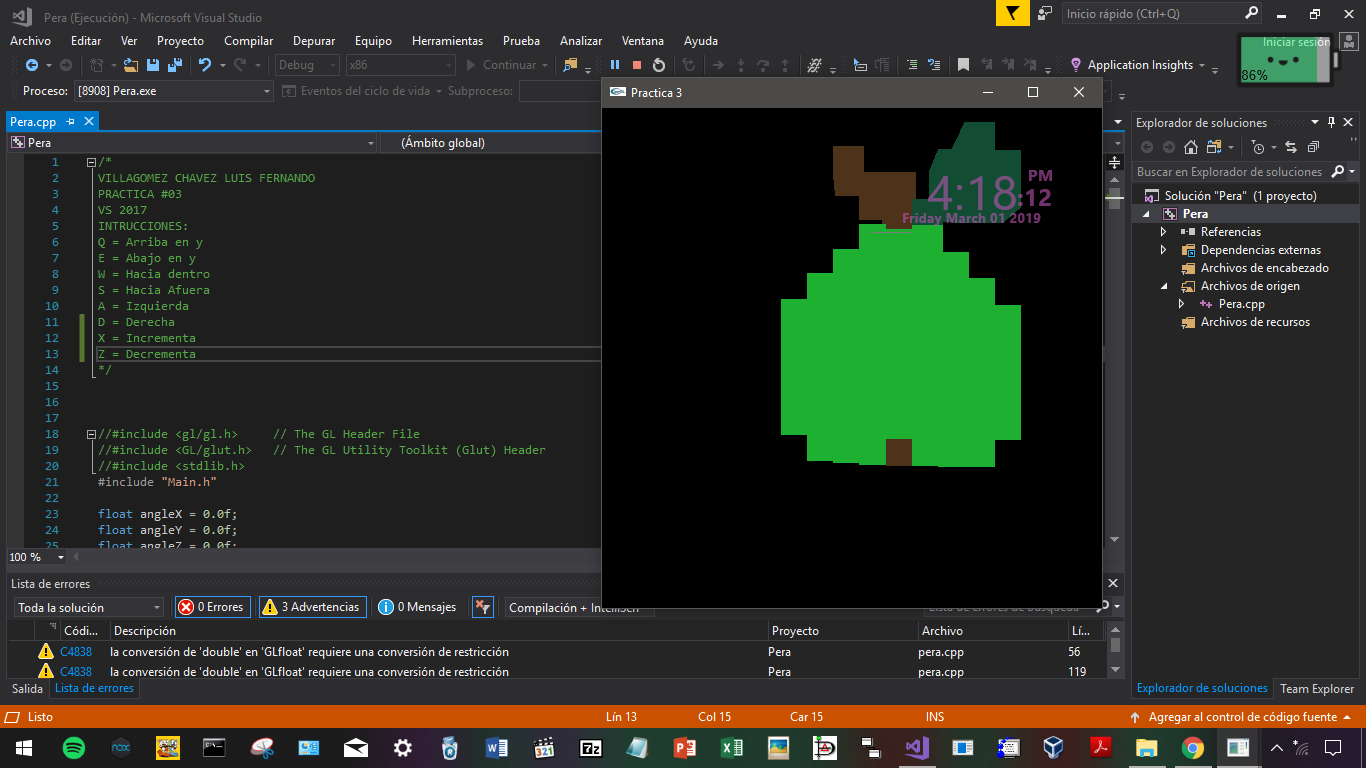 Pera (Ejecución) - Microsoft Visual Studio
Inicio rápido (Ctrl+Q)
Archivo Editar Ver Proyecto Compilar Depurar Equipo Herramientas Prueba Analizar Ventana Ayuda
Iniciar sesión
86%
Debug x86 Continuar Application Insights
Proceso: [8908] Pera.exe Eventos del ciclo de vida Subproceso:
Practica 3
Pera.cpp
Pera (Ámbito global)
1 /*
2 VILLAGOMEZ CHAVEZ LUIS FERNANDO
3 PRACTICA #03
4 VS 2017
5 INTRUCCIONES:
6 Q = Arriba en y
7 E = Abajo en y
8 W = Hacia dentro
9 S = Hacia Afuera
10 A = Izquierda
11 D = Derecha
12 X = Incrementa
13 Z = Decrementa
14 */
15
16
17
18 //#include <gl/gl.h> // The GL Header File
19 //#include <GL/glut.h> // The GL Utility Toolkit (Glut) Header
20 //#include <stdlib.h>
21 #include "Main.h"
22
23 float angleX = 0.0f;
24 float angleY = 0.0f;
25 float angleZ = 0.0f;
100 %
4:18:12 PM
Friday March 01 2019
Explorador de soluciones
Buscar en Explorador de soluciones
Solución "Pera" (1 proyecto)
Pera
Referencias
Dependencias externas
Archivos de encabezado
Archivos de origen
Pera.cpp
Archivos de recursos
Lista de errores
Toda la solución 0 Errores 3 Advertencias 0 Mensajes Compilación + IntelliSen
Lista de errores de búsqueda
Códi... Descripción Proyecto Archivo Lí...
C4838 la conversión de 'double' en 'GLfloat' requiere una conversión de restricción Pera pera.cpp 56
C4838 la conversión de 'double' en 'GLfloat' requiere una conversión de restricción Pera pera.cpp 119
Salida Lista de errores
Explorador de soluciones Team Explorer
Listo Lín 13 Col 15 Car 15 INS Agregar al control de código fuente